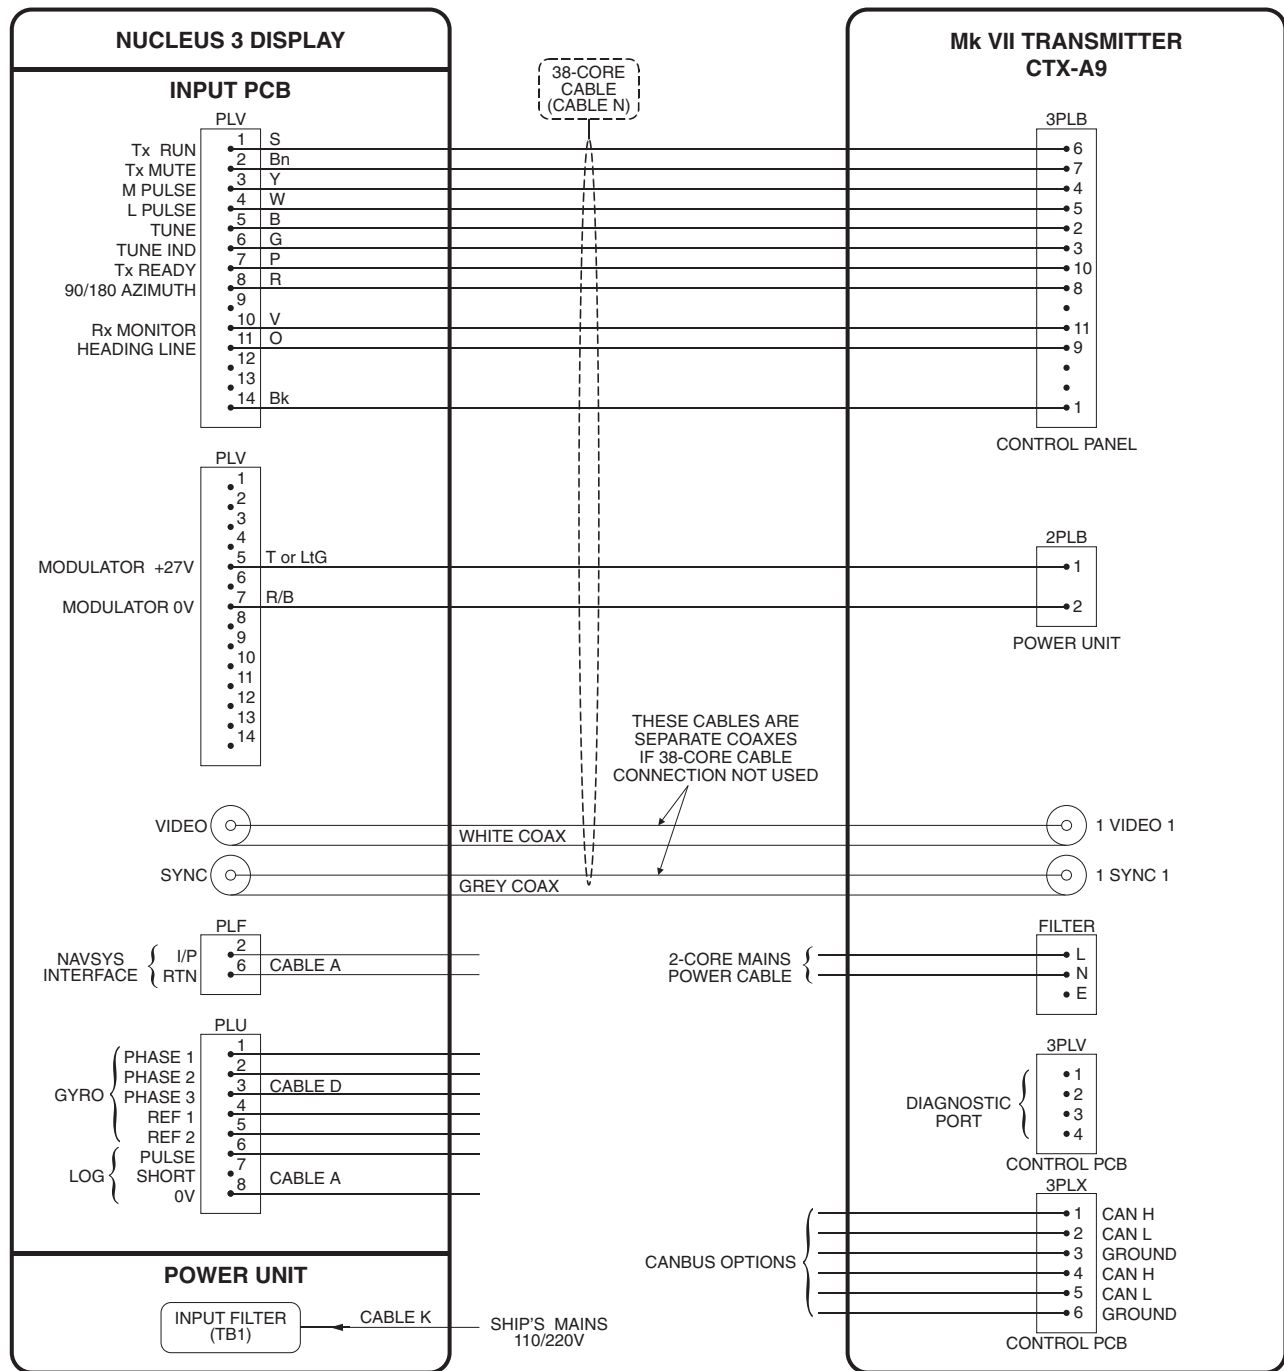 NUCLEUS 3 DISPLAY
INPUT PCB
PLV
Tx RUN 1 S
Tx MUTE 2 Bn
M PULSE 3 Y
L PULSE 4 W
TUNE 5 B
TUNE IND 6 G
Tx READY 7 P
90/180 AZIMUTH 8 R
9
Rx MONITOR 10 V
HEADING LINE 11 O
12
13
14 Bk
PLV
1
2
3
4
MODULATOR +27V 5 T or LtG
6
MODULATOR 0V 7 R/B
8
9
10
11
12
13
14
VIDEO
WHITE COAX
SYNC
GREY COAX
PLF
NAVSYS
INTERFACE
I/P 2
RTN 6 CABLE A
PLU
GYRO
PHASE 1 1
PHASE 2 2
PHASE 3 3 CABLE D
REF 1 4
REF 2 5
LOG
PULSE 6
SHORT 7
0V 8 CABLE A
POWER UNIT
INPUT FILTER
(TB1)
CABLE K
SHIP'S MAINS
110/220V
38-CORE
CABLE
(CABLE N)
THESE CABLES ARE
SEPARATE COAXES
IF 38-CORE CABLE
CONNECTION NOT USED
Mk VII TRANSMITTER
CTX-A9
3PLB
6
7
4
5
2
3
10
8
11
9
1
CONTROL PANEL
2PLB
1
2
POWER UNIT
1 VIDEO 1
1 SYNC 1
FILTER
2-CORE MAINS
POWER CABLE
L
N
E
3PLV
DIAGNOSTIC
PORT
1
2
3
4
CONTROL PCB
3PLX
CANBUS OPTIONS
1 CAN H
2 CAN L
3 GROUND
4 CAN H
5 CAN L
6 GROUND
CONTROL PCB